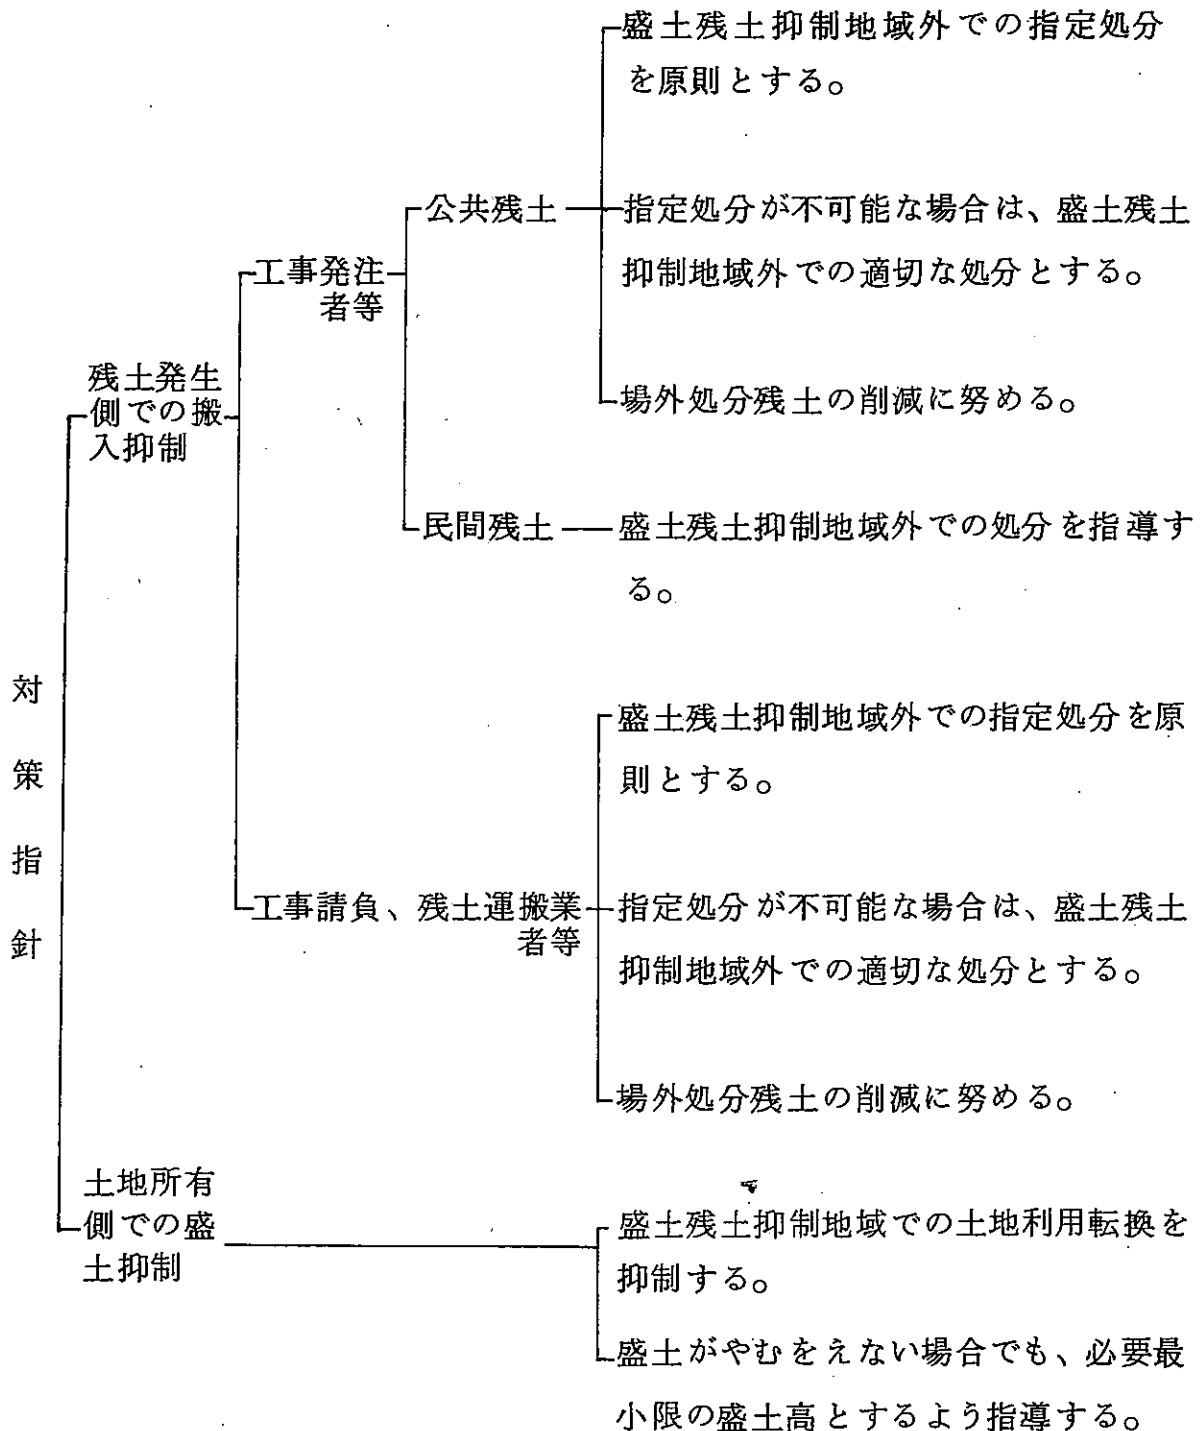 対策指針
残土発生
側での搬
入抑制
工事発注
者等
公共残土
盛土残土抑制地域外での指定処分
を原則とする。
指定処分が不可能な場合は、盛土残土
抑制地域外での適切な処分とする。
場外処分残土の削減に努める。
民間残土
盛土残土抑制地域外での処分を指導す
る。
工事請負、残土運搬業
者等
盛土残土抑制地域外での指定処分を原
則とする。
指定処分が不可能な場合は、盛土残土
抑制地域外での適切な処分とする。
場外処分残土の削減に努める。
土地所有
側での盛
土抑制
盛土残土抑制地域での土地利用転換を
抑制する。
盛土がやむをえない場合でも、必要最
小限の盛土高とするよう指導する。